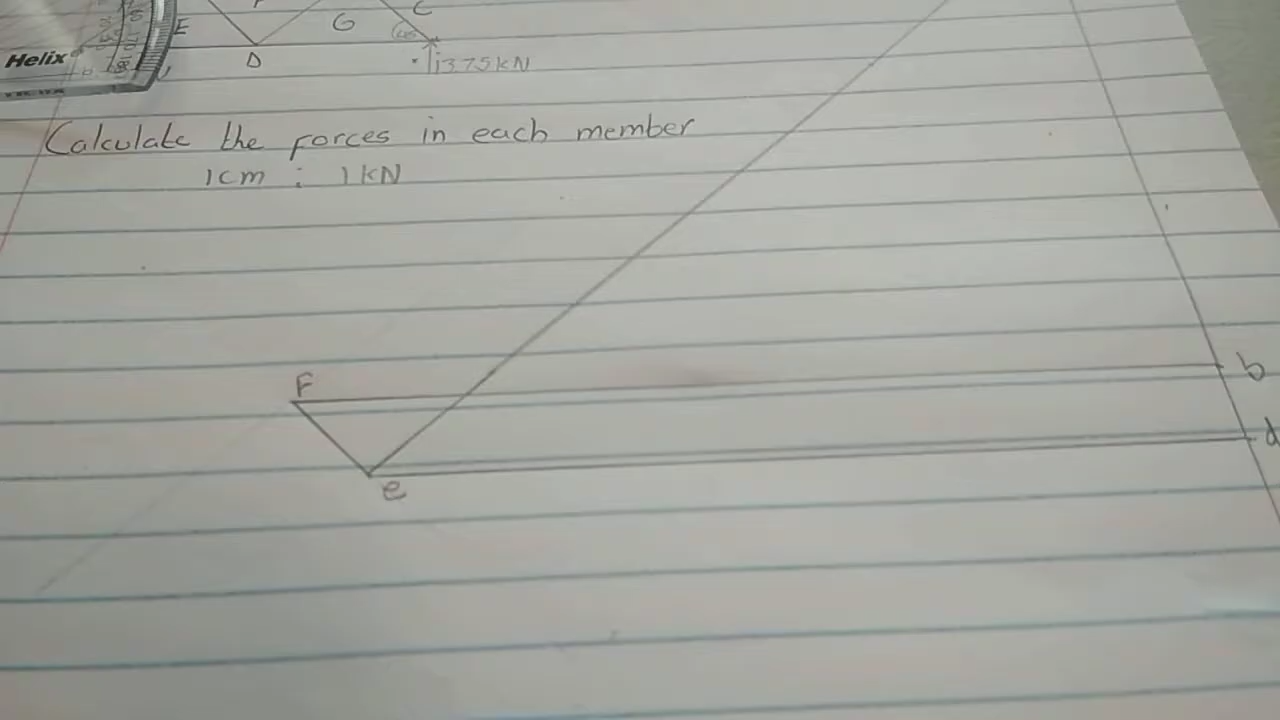 E
G
C
Helix
D
13.75kN
Calculate the forces in each member
1cm : 1kN
F
b
d
e